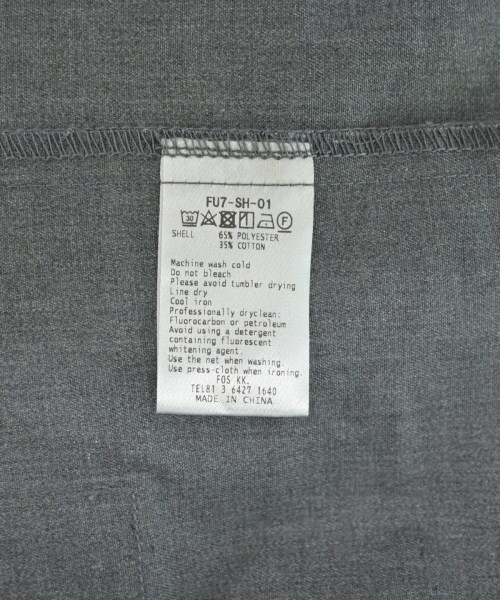 FU7-SH-01
30 F
SHELL 65% POLYESTER
35% COTTON
Machine wash cold
Do not bleach
Please avoid tumbler drying
Line dry
Cool iron
Professionally dryclean:
Fluorocarbon or petroleum
Avoid using a detergent
containing fluorescent
whitening agent.
Use the net when washing.
Use press-cloth when ironing.
FOS KK.
TEL81 3 6427 1640
MADE IN CHINA